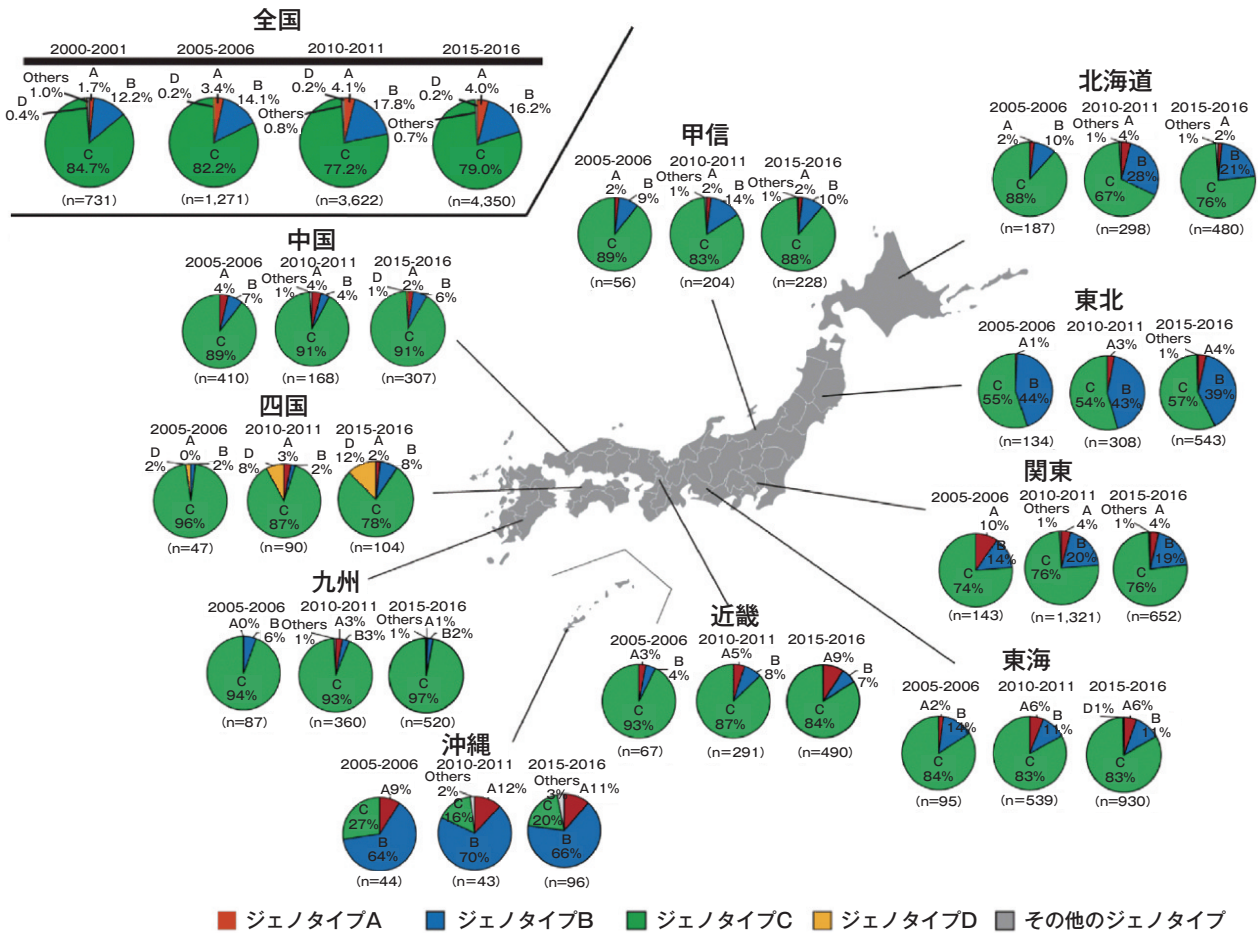 全国
2000-2001 2005-2006 2010-2011 2015-2016
Others 1.0% D 0.4% A 1.7% B 12.2% C 84.7%
D 0.2% A 3.4% B 14.1% C 82.2%
D 0.2% A 4.1% B 17.8% Others 0.8% C 77.2%
D 0.2% A 4.0% B 16.2% Others 0.7% C 79.0%
(n=731) (n=1,271) (n=3,622) (n=4,350)
甲信
2005-2006 2010-2011 2015-2016
A 2% B 9% C 89%
Others 1% A 2% B 14% C 83%
Others 1% A 2% B 10% C 88%
(n=56) (n=204) (n=228)
北海道
2005-2006 2010-2011 2015-2016
A 2% B 10% C 88%
Others 1% A 4% B 28% C 67%
Others 1% A 2% B 21% C 76%
(n=187) (n=298) (n=480)
中国
2005-2006 2010-2011 2015-2016
A 4% B 7% C 89%
Others 1% A 4% B 4% C 91%
D 1% A 2% B 6% C 91%
(n=410) (n=168) (n=307)
東北
2005-2006 2010-2011 2015-2016
A1% B 44% C 55%
A3% B 43% C 54%
Others 1% A4% B 39% C 57%
(n=134) (n=308) (n=543)
四国
2005-2006 2010-2011 2015-2016
D 2% A 0% B 2% C 96%
D 8% A 3% B 2% C 87%
D 12% A 2% B 8% C 78%
(n=47) (n=90) (n=104)
関東
2005-2006 2010-2011 2015-2016
A 10% B 14% C 74%
Others 1% A 4% B 20% C 76%
Others 1% A 4% B 19% C 76%
(n=143) (n=1,321) (n=652)
九州
2005-2006 2010-2011 2015-2016
A0% B 6% C 94%
Others 1% A3% B3% C 93%
Others 1% A1% B2% C 97%
(n=87) (n=360) (n=520)
近畿
2005-2006 2010-2011 2015-2016
A3% B 4% C 93%
A5% B 8% C 87%
A9% B 7% C 84%
(n=67) (n=291) (n=490)
東海
2005-2006 2010-2011 2015-2016
A2% B 14% C 84%
A6% B 11% C 83%
D1% A6% B 11% C 83%
(n=95) (n=539) (n=930)
沖縄
2005-2006 2010-2011 2015-2016
A9% B 64% C 27%
Others 2% A12% B 70% C 16%
Others 3% A11% B 66% C 20%
(n=44) (n=43) (n=96)
ジェノタイプA ジェノタイプB ジェノタイプC ジェノタイプD その他のジェノタイプ